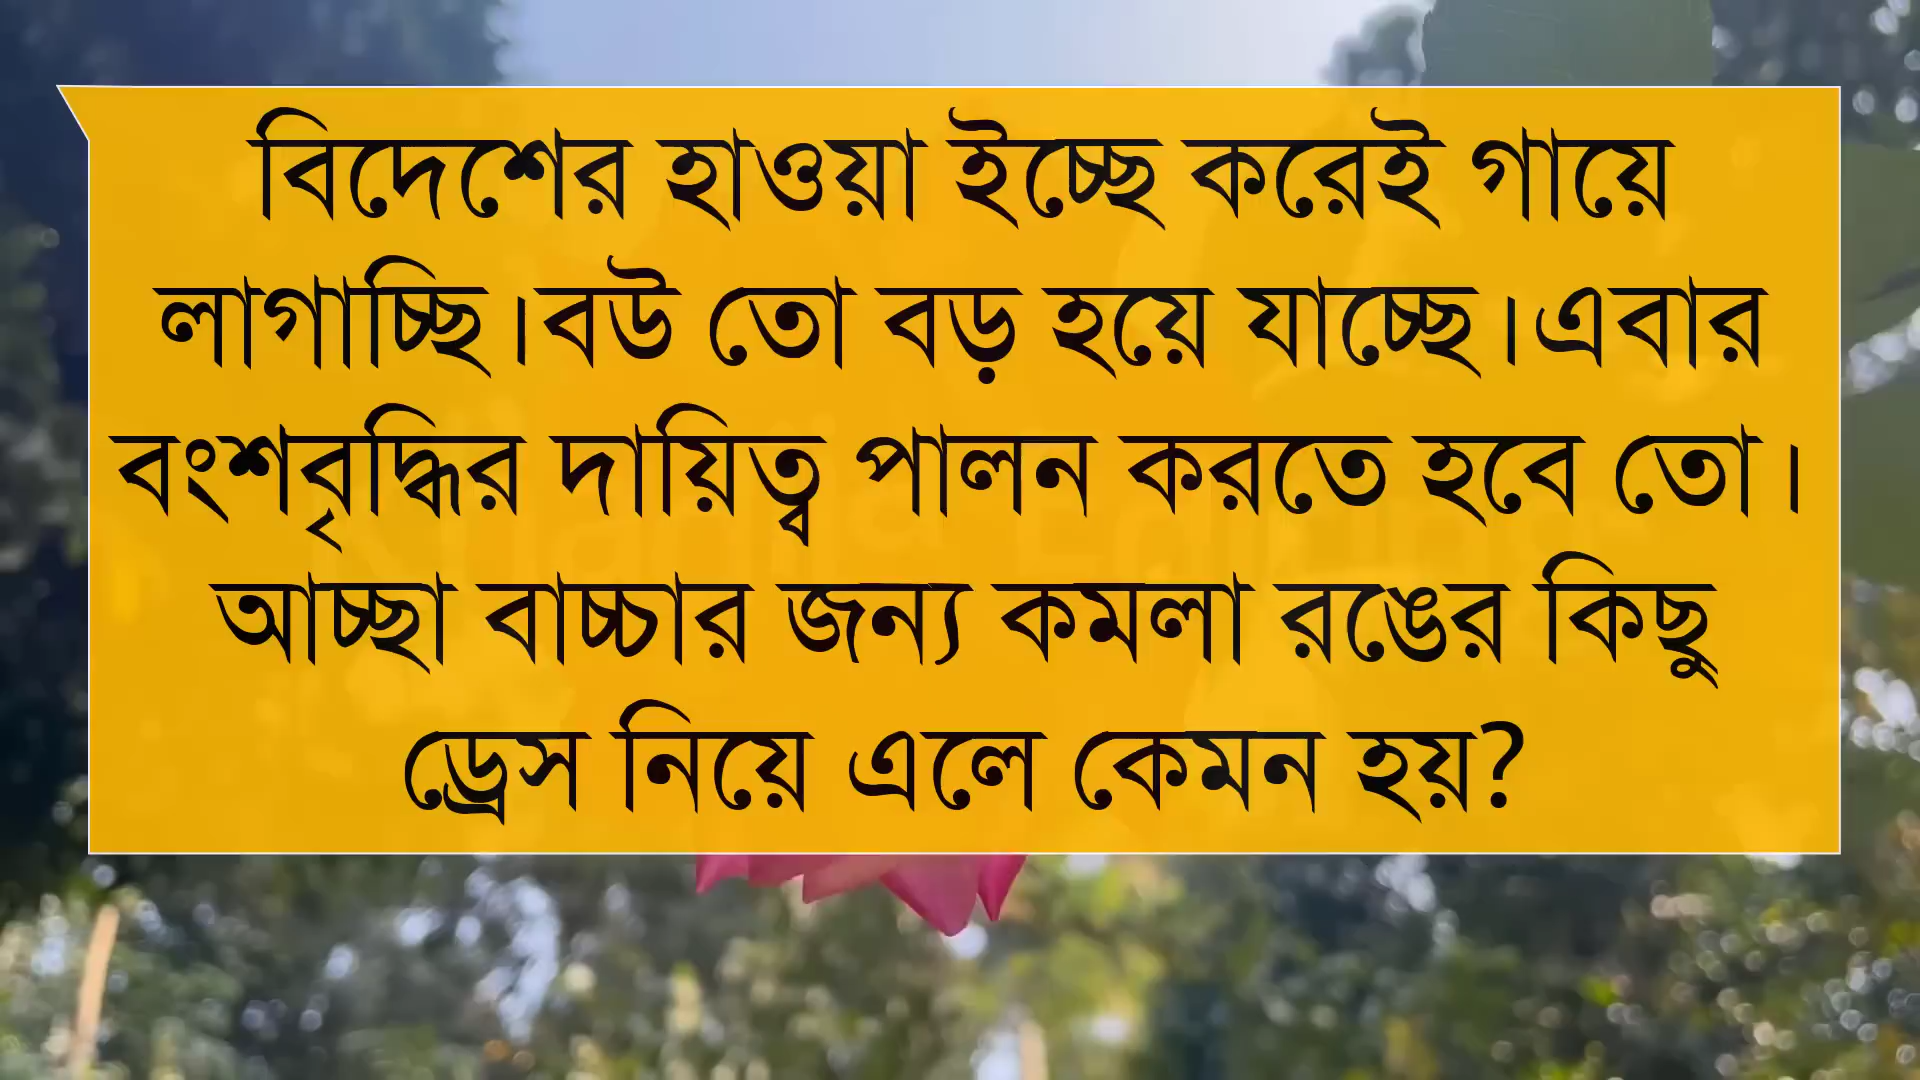 বিদেশের হাওয়া ইচ্ছে করেই গায়ে
লাগাচ্ছি।বউ তো বড় হয়ে যাচ্ছে।এবার
বংশবৃদ্ধির দায়িত্ব পালন করতে হবে তো।
আচ্ছা বাচ্চার জন্য কমলা রঙের কিছু
ড্রেস নিয়ে এলে কেমন হয়?